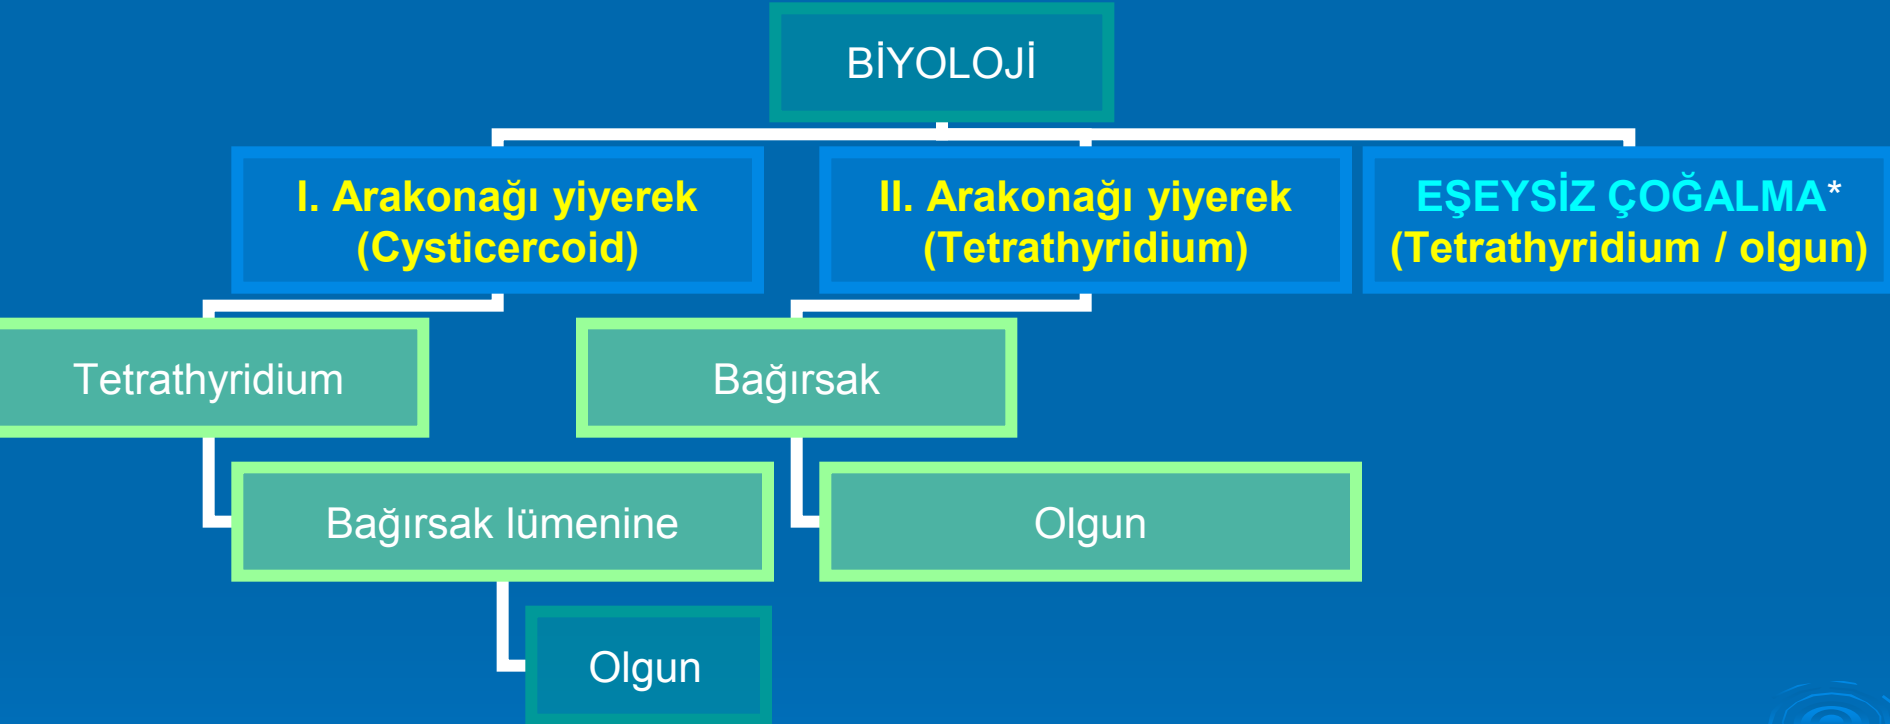 BİYOLOJİ
I. Arakonağı yiyerek
(Cysticercoid)
II. Arakonağı yiyerek
(Tetrathyridium)
EŞEYSİZ ÇOĞALMA*
(Tetrathyridium / olgun)
Tetrathyridium
Bağırsak
Bağırsak lümenine
Olgun
Olgun